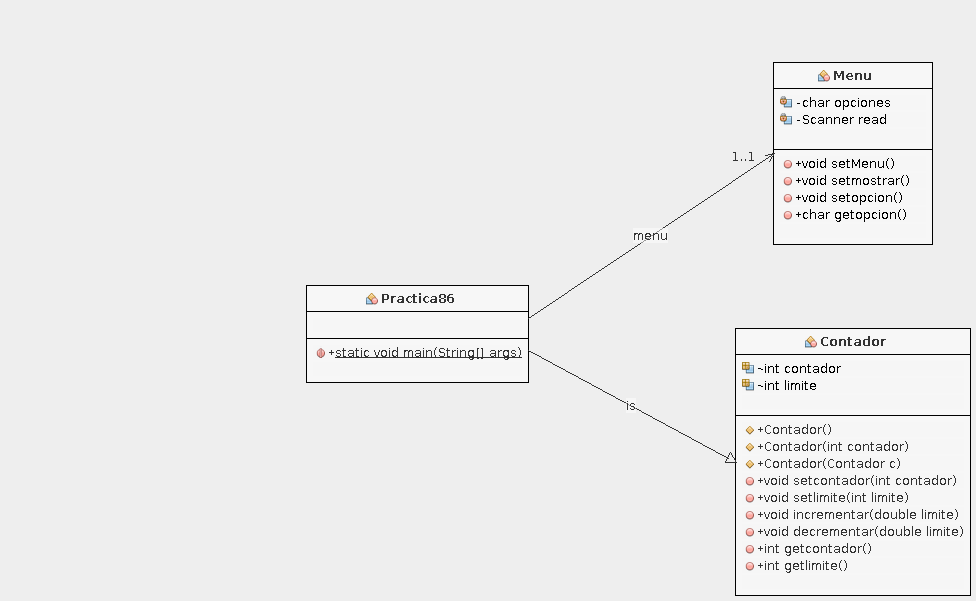 Menu
-char opciones
-Scanner read
+void setMenu()
+void setmostrar()
+void setopcion()
+char getopcion()
1..1
menu
Practica86
+static void main(String[] args)
is
Contador
~int contador
~int limite
+Contador()
+Contador(int contador)
+Contador(Contador c)
+void setcontador(int contador)
+void setlimite(int limite)
+void incrementar(double limite)
+void decrementar(double limite)
+int getcontador()
+int getlimite()